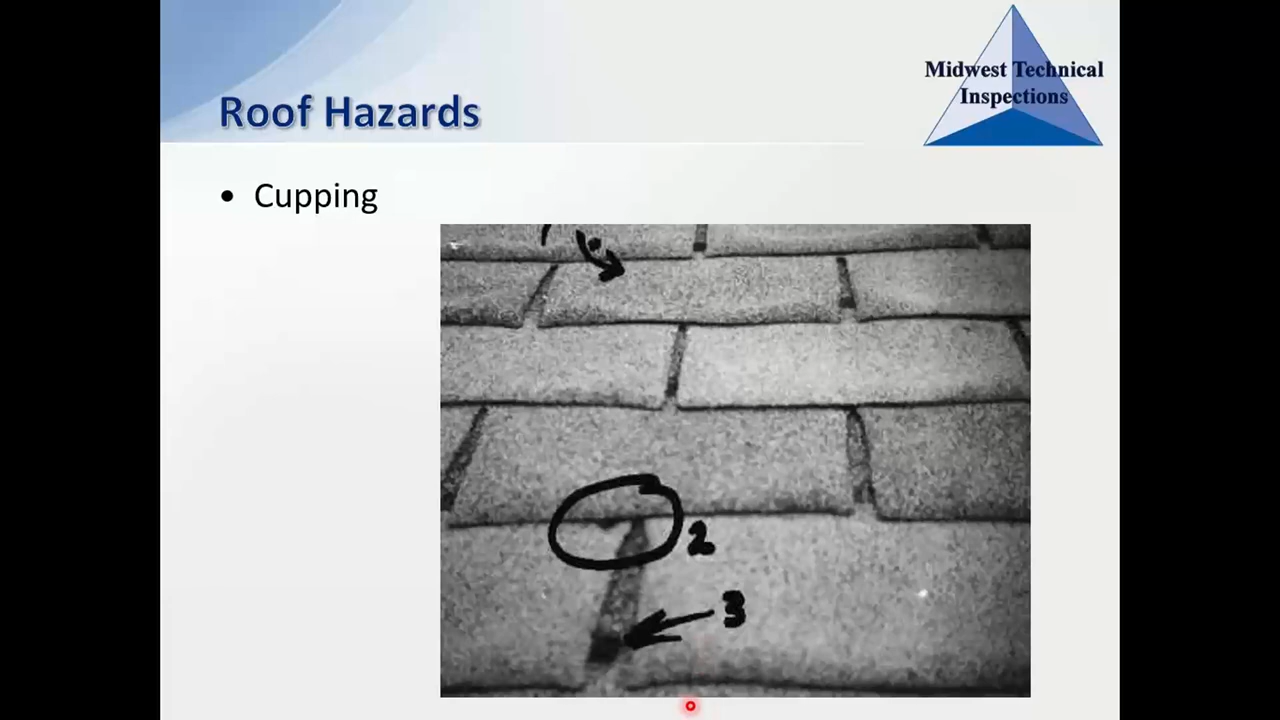 Midwest Technical
Inspections
Roof Hazards
• Cupping
2
3